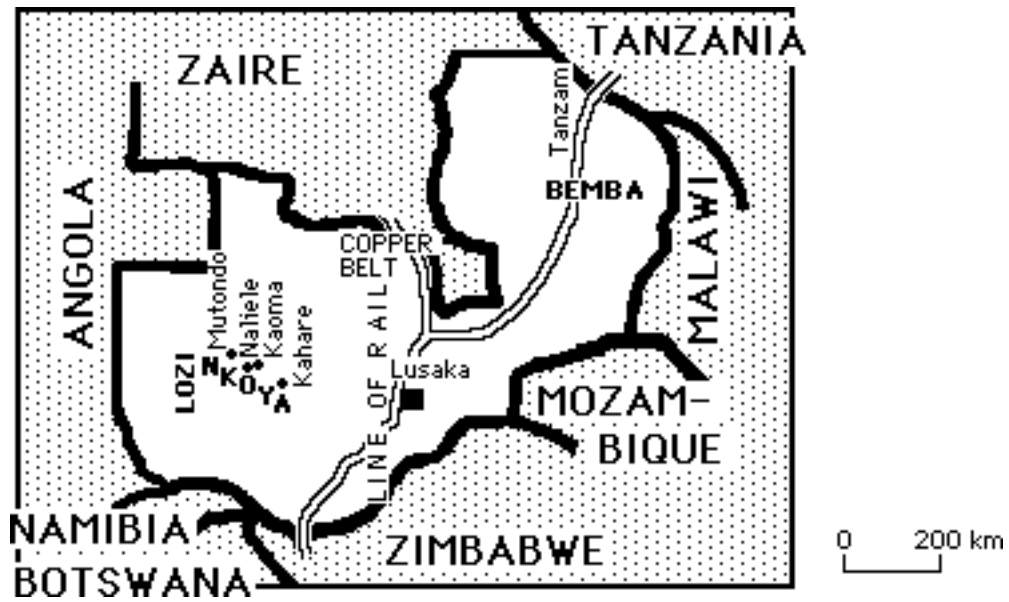 TANZANIA
ZAIRE
Tanzam
BEMBA
ANGOLA
MALAWI
COPPER
BELT
Mutondo
Naliele
Kaoma
Kahare
LOZI
NKOYA
LINE OF RAIL
Lusaka
MOZAM-
BIQUE
NAMIBIA
ZIMBABWE
BOTSWANA
0 200 km